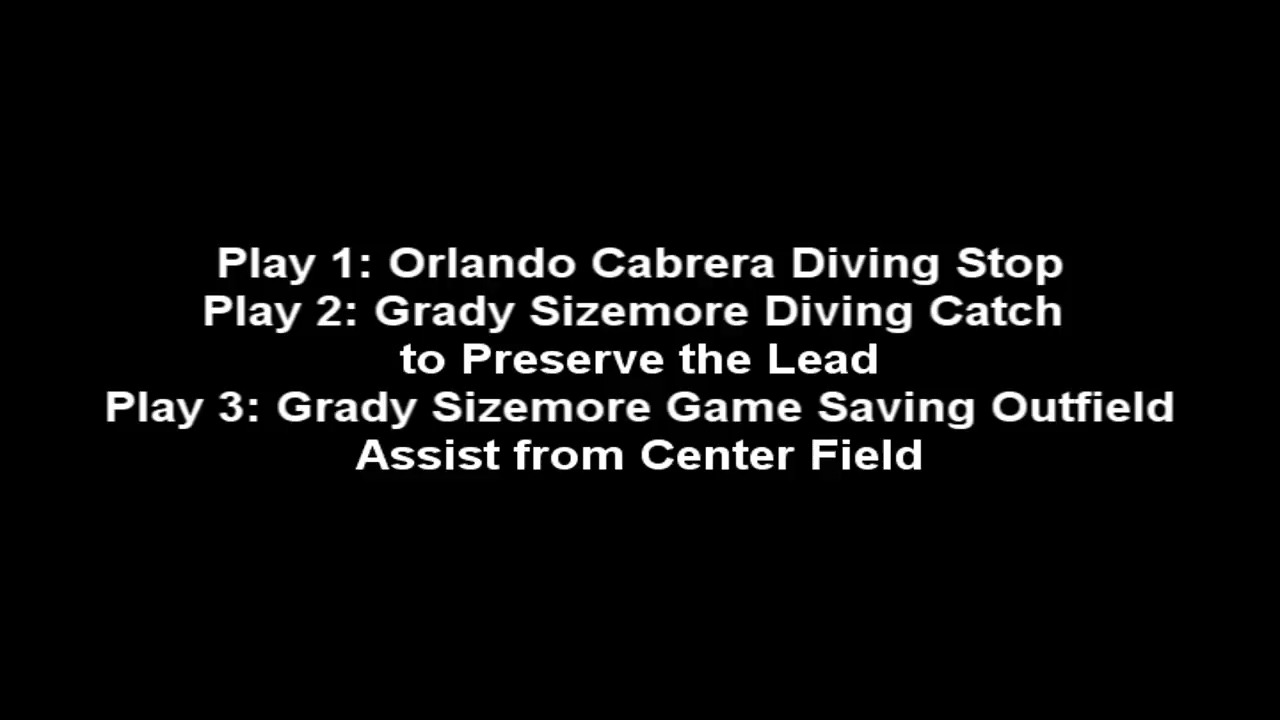 Play 1: Orlando Cabrera Diving Stop
Play 2: Grady Sizemore Diving Catch
to Preserve the Lead
Play 3: Grady Sizemore Game Saving Outfield
Assist from Center Field